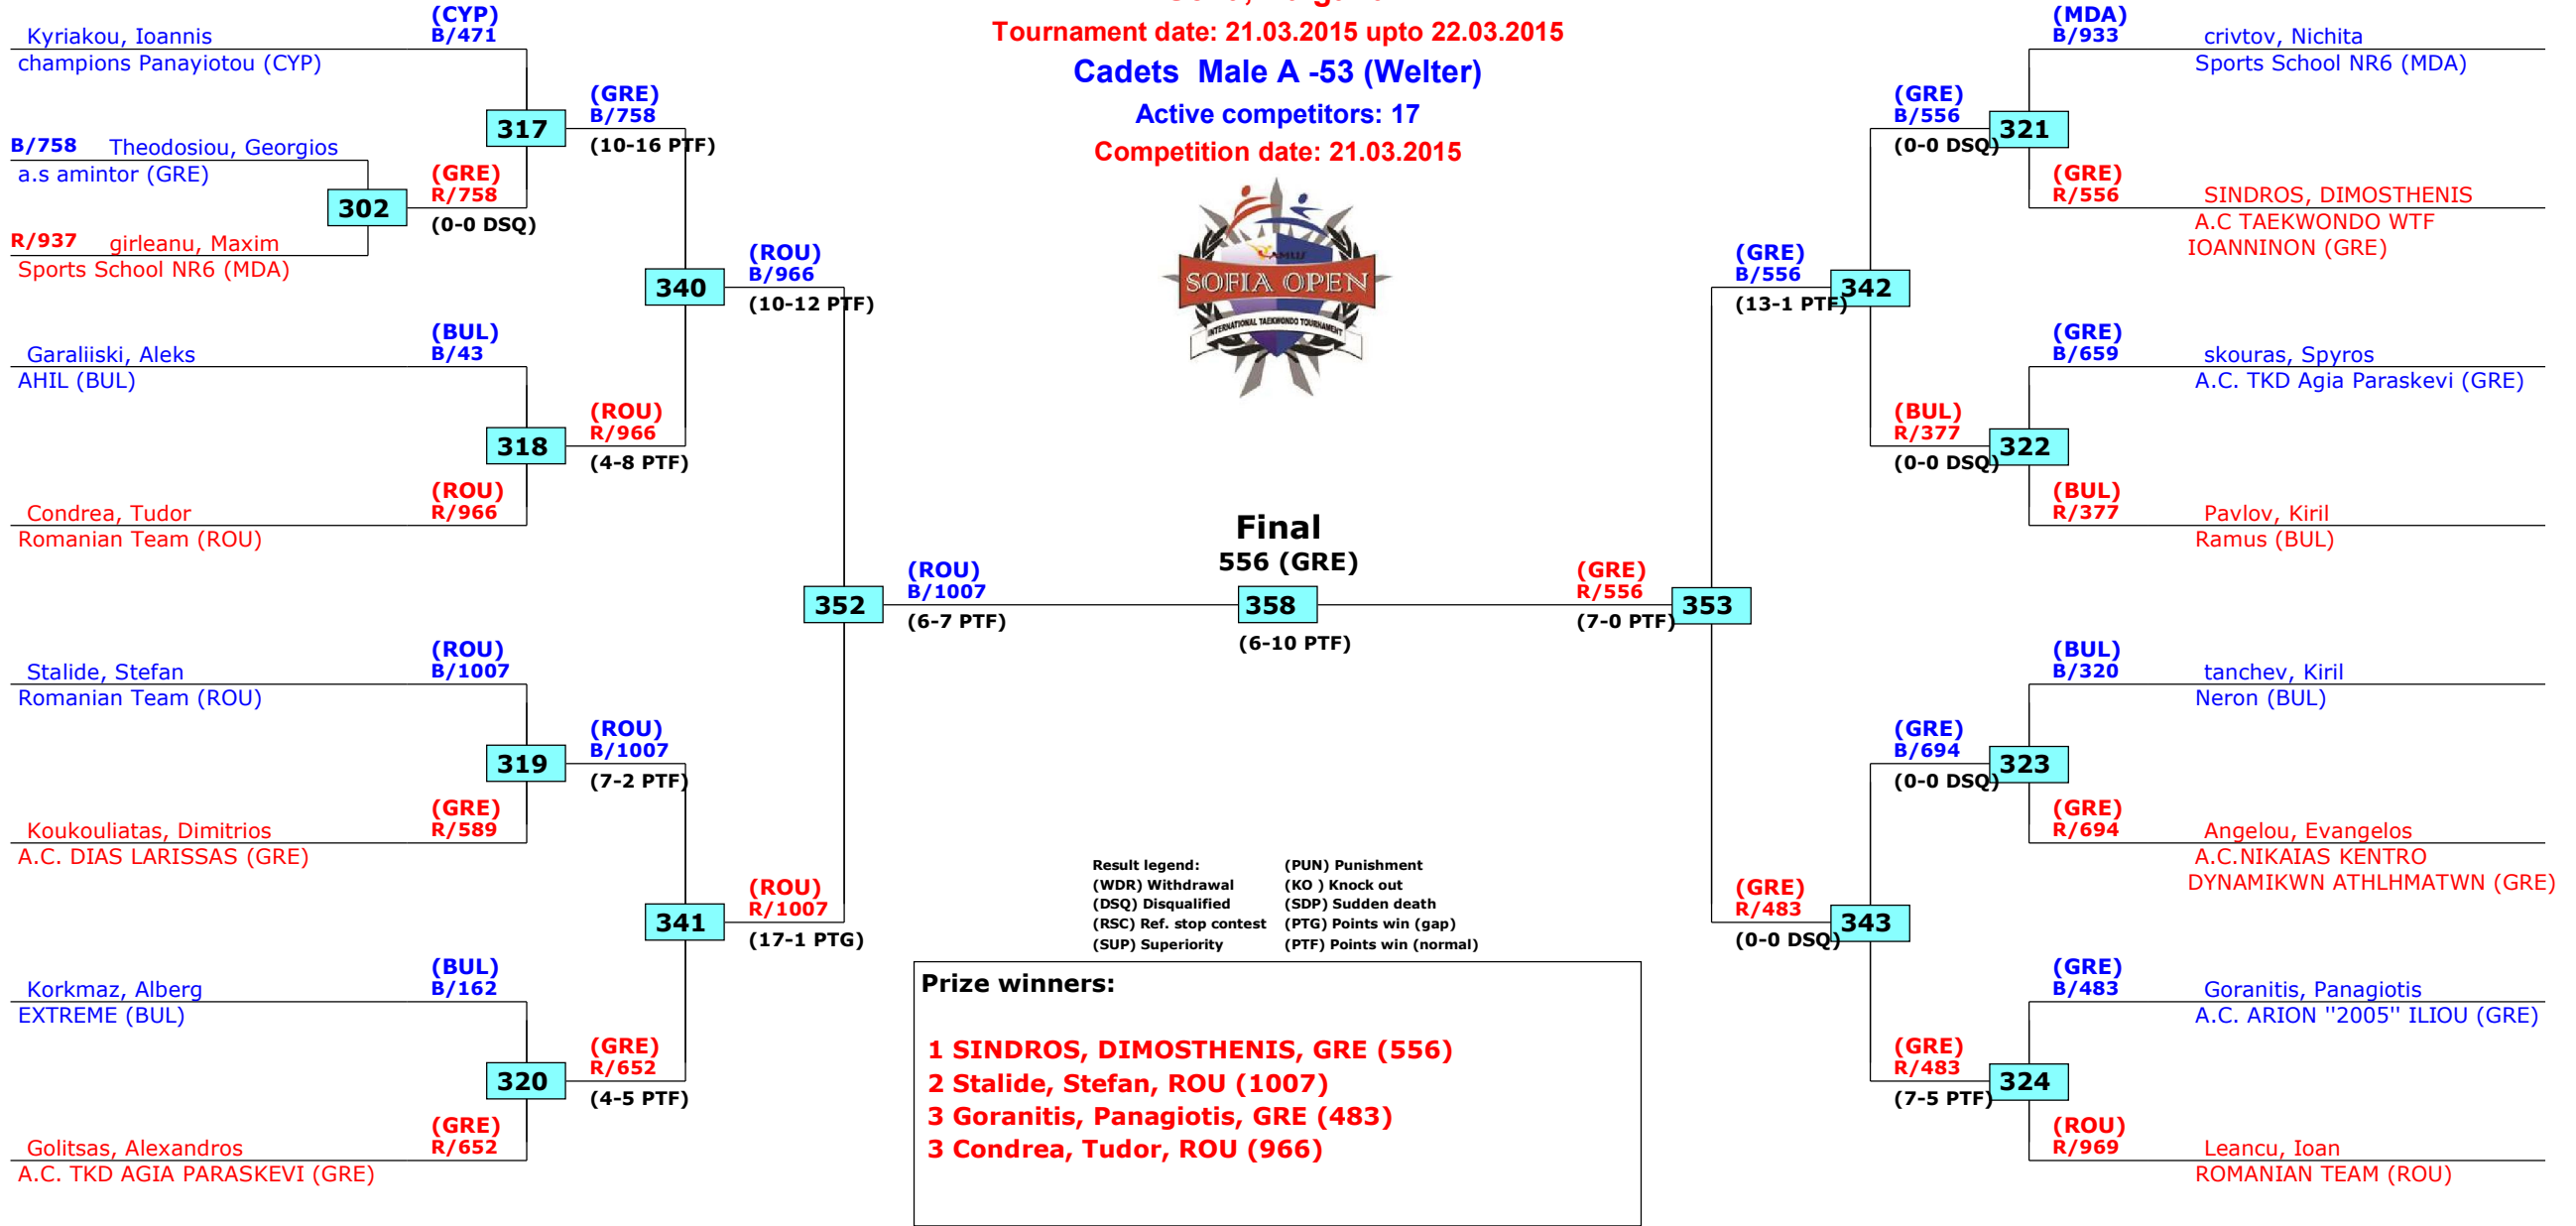 Tournament date: 21.03.2015 upto 22.03.2015
Cadets Male A -53 (Welter)
Active competitors: 17
Competition date: 21.03.2015
RAMUS
SOFIA OPEN
INTERNATIONAL TAEKWONDO TOURNAMENT
(CYP)
Kyriakou, Ioannis B/471
champions Panayiotou (CYP)
B/758 Theodosiou, Georgios
a.s amintor (GRE)
302
(GRE)
R/758
(0-0 DSQ)
R/937 girleanu, Maxim
Sports School NR6 (MDA)
317
(GRE)
B/758
(10-16 PTF)
(BUL)
Garaliiski, Aleks B/43
AHIL (BUL)
318
(ROU)
R/966
(4-8 PTF)
(ROU)
Condrea, Tudor R/966
Romanian Team (ROU)
340
(ROU)
B/966
(10-12 PTF)
(ROU)
Stalide, Stefan B/1007
Romanian Team (ROU)
319
(ROU)
B/1007
(7-2 PTF)
(GRE)
Koukouliatas, Dimitrios R/589
A.C. DIAS LARISSAS (GRE)
341
(ROU)
R/1007
(17-1 PTG)
(BUL)
Korkmaz, Alberg B/162
EXTREME (BUL)
320
(GRE)
R/652
(4-5 PTF)
(GRE)
Golitsas, Alexandros R/652
A.C. TKD AGIA PARASKEVI (GRE)
352
(ROU)
B/1007
(6-7 PTF)
Final
556 (GRE)
358
(6-10 PTF)
(GRE)
R/556
(7-0 PTF)
353
(GRE)
B/556
(13-1 PTF)
342
(GRE)
B/556
(0-0 DSQ)
321
(MDA)
B/933 crivtov, Nichita
Sports School NR6 (MDA)
(GRE)
R/556 SINDROS, DIMOSTHENIS
A.C TAEKWONDO WTF
IOANNINON (GRE)
(BUL)
R/377
(0-0 DSQ)
322
(GRE)
B/659 skouras, Spyros
A.C. TKD Agia Paraskevi (GRE)
(BUL)
R/377 Pavlov, Kiril
Ramus (BUL)
(GRE)
R/483
(0-0 DSQ)
343
(GRE)
B/694
(0-0 DSQ)
323
(BUL)
B/320 tanchev, Kiril
Neron (BUL)
(GRE)
R/694 Angelou, Evangelos
A.C.NIKAIAS KENTRO
DYNAMIKWN ATHLHMATWN (GRE)
(GRE)
R/483
(7-5 PTF)
324
(GRE)
B/483 Goranitis, Panagiotis
A.C. ARION "2005" ILIOU (GRE)
(ROU)
R/969 Leancu, Ioan
ROMANIAN TEAM (ROU)
Result legend: (PUN) Punishment
(WDR) Withdrawal (KO ) Knock out
(DSQ) Disqualified (SDP) Sudden death
(RSC) Ref. stop contest (PTG) Points win (gap)
(SUP) Superiority (PTF) Points win (normal)
Prize winners:
1 SINDROS, DIMOSTHENIS, GRE (556)
2 Stalide, Stefan, ROU (1007)
3 Goranitis, Panagiotis, GRE (483)
3 Condrea, Tudor, ROU (966)